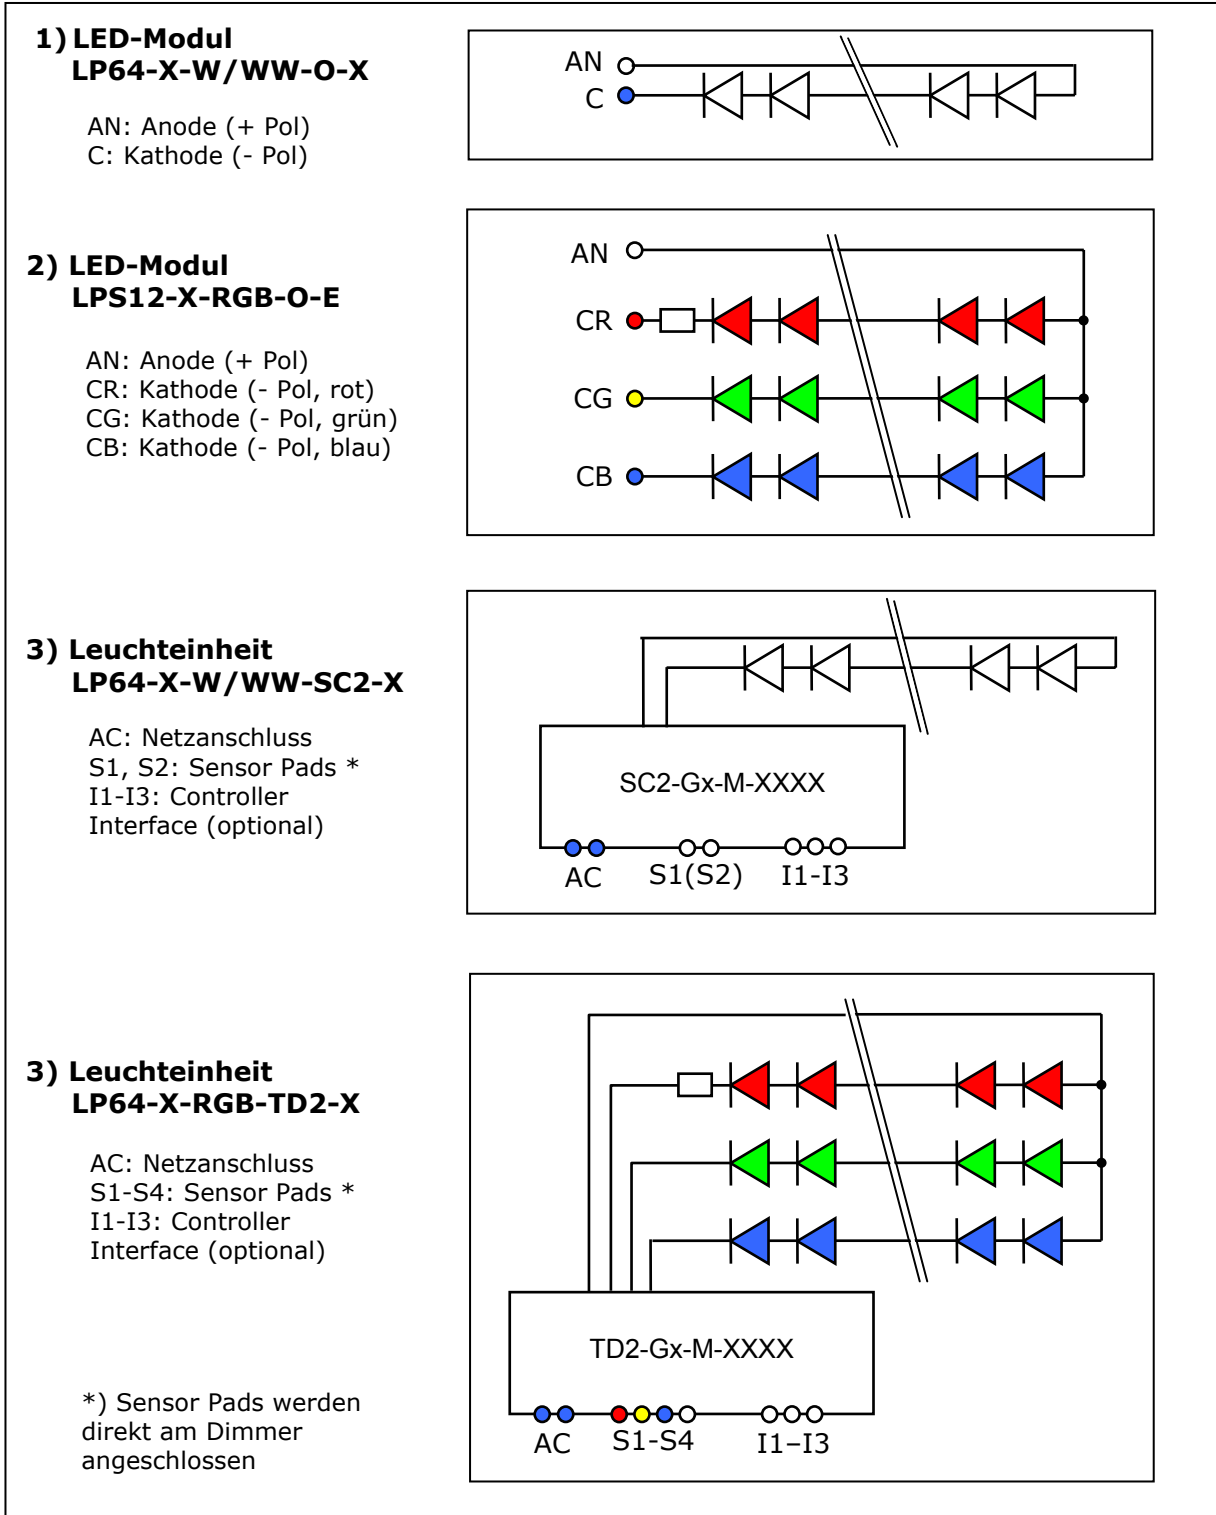 1) LED-Modul
LP64-X-W/WW-O-X
AN: Anode (+ Pol)
C: Kathode (- Pol)
AN
C
2) LED-Modul
LPS12-X-RGB-O-E
AN: Anode (+ Pol)
CR: Kathode (- Pol, rot)
CG: Kathode (- Pol, grün)
CB: Kathode (- Pol, blau)
AN
CR
CG
CB
3) Leuchteinheit
LP64-X-W/WW-SC2-X
AC: Netzanschluss
S1, S2: Sensor Pads *
I1-I3: Controller
Interface (optional)
SC2-Gx-M-XXXX
AC S1(S2) I1-I3
3) Leuchteinheit
LP64-X-RGB-TD2-X
AC: Netzanschluss
S1-S4: Sensor Pads *
I1-I3: Controller
Interface (optional)
TD2-Gx-M-XXXX
AC S1-S4 I1–I3
*) Sensor Pads werden
direkt am Dimmer
angeschlossen